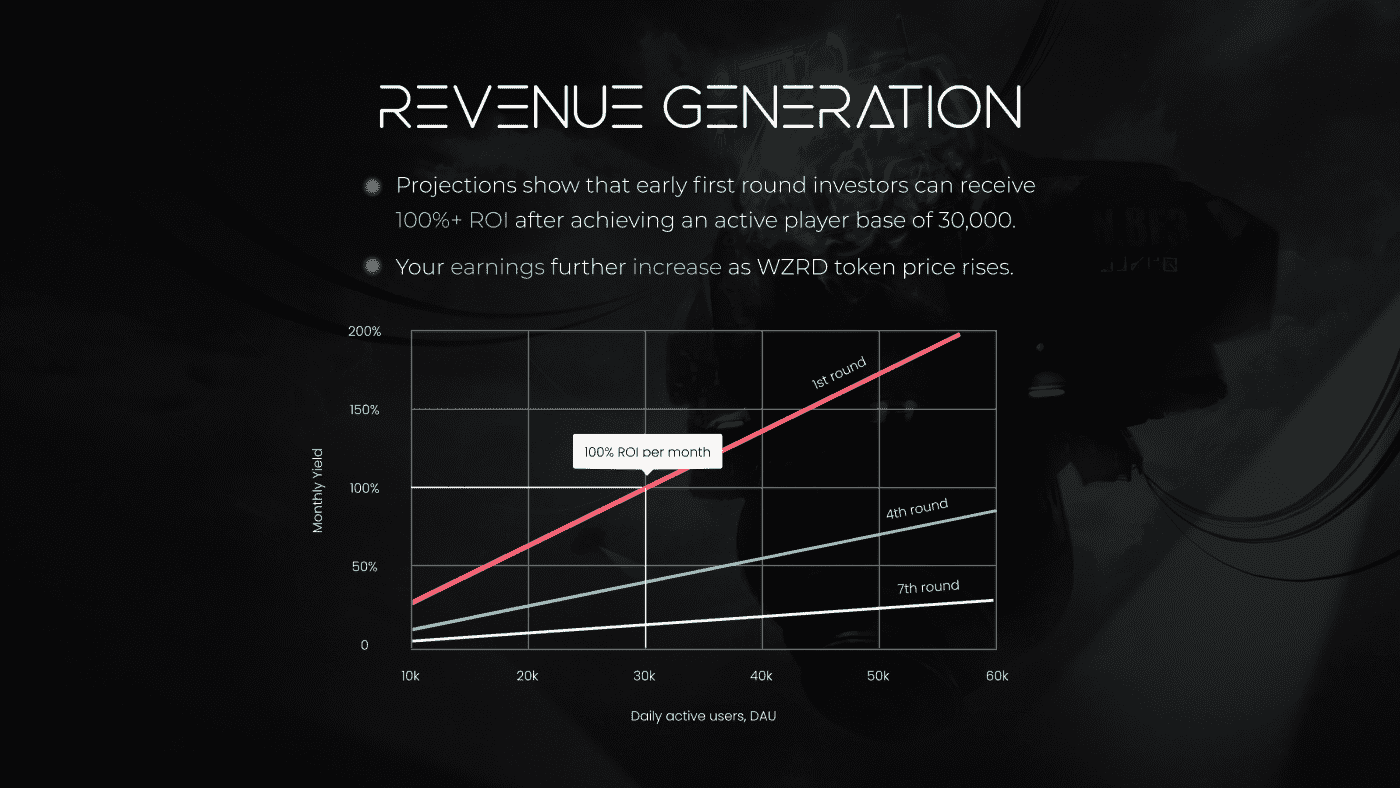 REVENUE GENERATION
Projections show that early first round investors can receive
100%+ ROI after achieving an active player base of 30,000.
Your earnings further increase as WZRD token price rises.
200%
1st round
150%
100% ROI per month
Monthly Yield
100%
4th round
50%
7th round
0
10k 20k 30k 40k 50k 60k
Daily active users, DAU